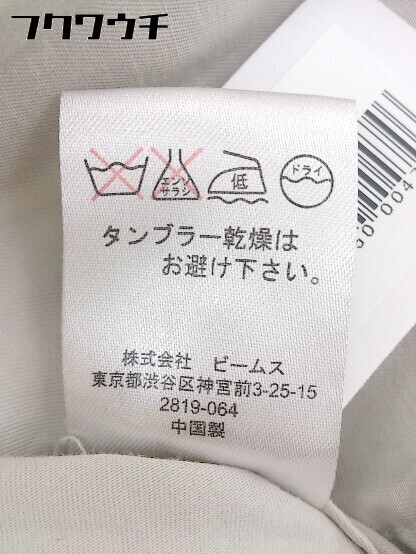 フクワウチ
エンソ
サラシ
低
ドライ
タンブラー乾燥は
お避け下さい。
株式会社 ビームス
東京都渋谷区神宮前3-25-15
2819-064
中国製